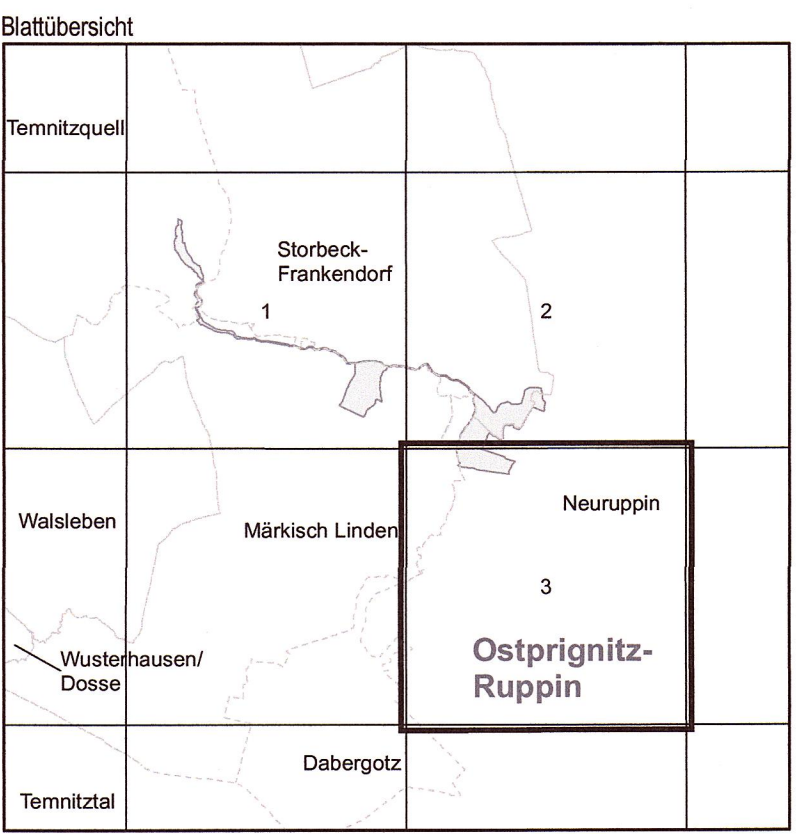 Blattübersicht
Temnitzquell
Storbeck-
Frankendorf
1
2
Neuruppin
Walsleben
Märkisch Linden
3
Ostprignitz-
Ruppin
Wusterhausen/
Dosse
Dabergotz
Temnitztal